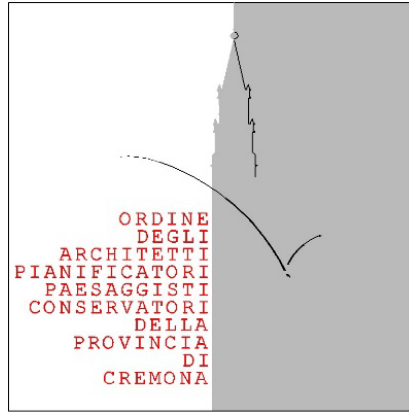 ORDINE
DEGLI
ARCHITETTI
PIANIFICATORI
PAESAGGISTI
CONSERVATORI
DELLA
PROVINCIA
DI
CREMONA